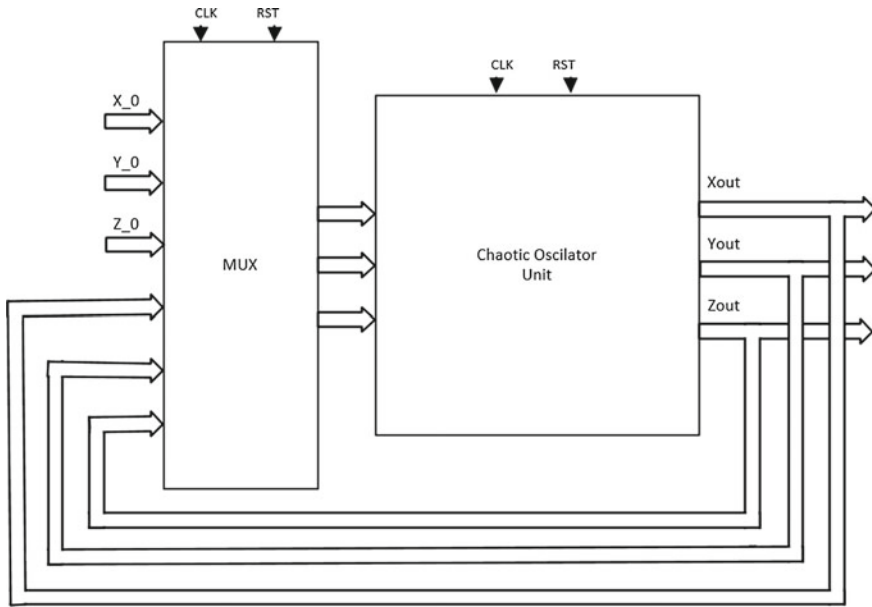 CLK RST
CLK RST
X_0
Y_0
Xout
Z_0
Chaotic Oscilator
Unit
MUX
Yout
Zout